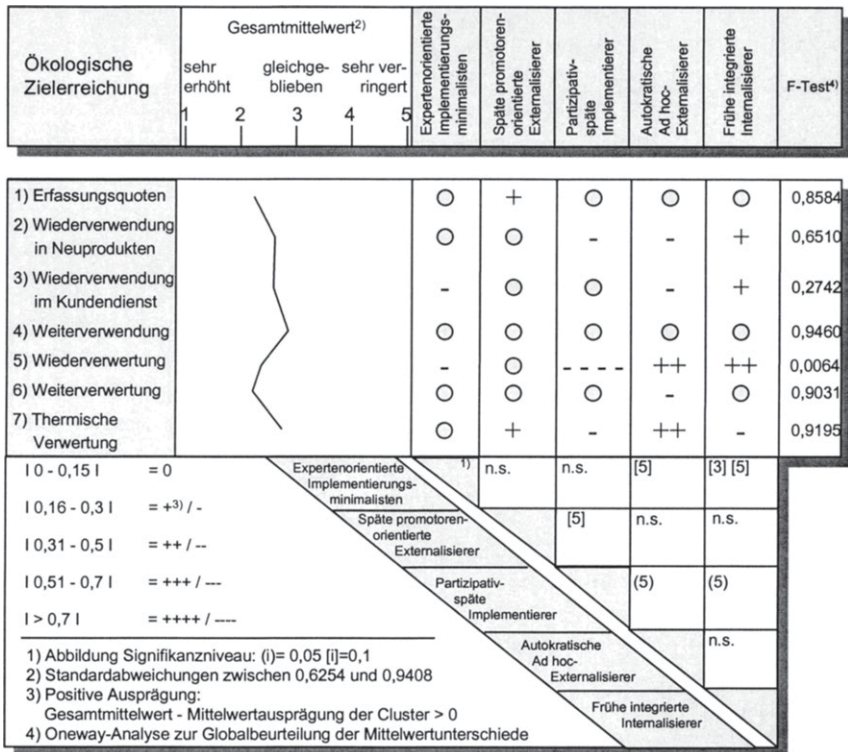 Ökologische
Zielerreichung
Gesamtmittelwert2)
sehr gleichge- sehr ver-
erhöht blieben ringert
1 2 3 4 5
Expertenorientierte
Implementierungs-
minimalisten
Späte promotoren-
orientierte
Externalisierer
Partizipativ-
späte
Implementierer
Autokratische
Ad hoc-
Externalisierer
Frühe integrierte
Internalisierer
F-Test4)
1) Erfassungsquoten ○ + ○ ○ ○ 0,8584
2) Wiederverwendung
in Neuprodukten ○ ○ - - + 0,6510
3) Wiederverwendung
im Kundendienst - ○ ○ - + 0,2742
4) Weiterverwendung ○ ○ ○ ○ ○ 0,9460
5) Wiederverwertung - ○ - - - - ++ ++ 0,0064
6) Weiterverwertung ○ ○ ○ - ○ 0,9031
7) Thermische
Verwertung ○ + - ++ - 0,9195
I 0 - 0,15 I = 0
I 0,16 - 0,3 I = +3) / -
I 0,31 - 0,5 I = ++ / --
I 0,51 - 0,7 I = +++ / ---
I > 0,7 I = ++++ / ----
Expertenorientierte
Implementierungs-
minimalisten
1) n.s. n.s. [5] [3] [5]
Späte promotoren-
orientierte
Externalisierer
[5] n.s. n.s.
Partizipativ-
späte
Implementierer
(5) (5)
Autokratische
Ad hoc-
Externalisierer
n.s.
Frühe integrierte
Internalisierer
1) Abbildung Signifikanzniveau: (i)= 0,05 [i]=0,1
2) Standardabweichungen zwischen 0,6254 und 0,9408
3) Positive Ausprägung:
Gesamtmittelwert - Mittelwertausprägung der Cluster > 0
4) Oneway-Analyse zur Globalbeurteilung der Mittelwertunterschiede